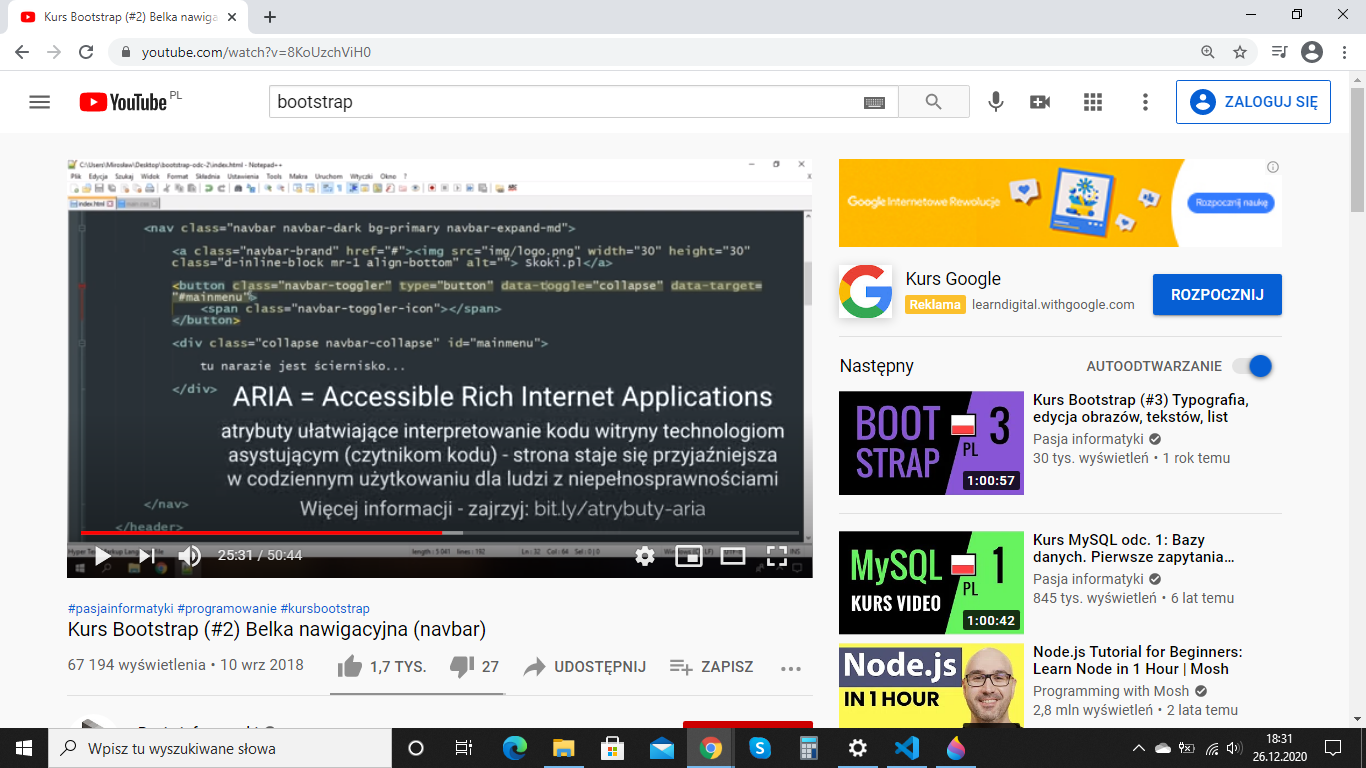 Kurs Bootstrap (#2) Belka nawiga
youtube.com/watch?v=8KoUzchViH0
YouTube PL
bootstrap
ZALOGUJ SIĘ
C:\Users\Mirosław\Desktop\bootstrap-odc-2\index.html - Notepad++
Plik Edycja Szukaj Widok Format Składnia Ustawienia Tools Makra Uruchom Wtyczki Okno ?
index.html
<nav class="navbar navbar-dark bg-primary navbar-expand-md">
<a class="navbar-brand" href="#"><img src="img/logo.png" width="30" height="30"
class="d-inline-block mr-1 align-bottom" alt=""> Skoki.pl</a>
<button class="navbar-toggler" type="button" data-toggle="collapse" data-target=
"#mainmenu">
<span class="navbar-toggler-icon"></span>
</button>
<div class="collapse navbar-collapse" id="mainmenu">
tu narazie jest ściernisko...
</div>
ARIA = Accessible Rich Internet Applications
atrybuty ułatwiające interpretowanie kodu witryny technologiom
asystującym (czytnikom kodu) - strona staje się przyjaźniejsza
w codziennym użytkowaniu dla ludzi z niepełnosprawnościami
Więcej informacji - zajrzyj: bit.ly/atrybuty-aria
</nav>
</header>
length : 5 041 lines : 192 Ln : 32 Col : 64 Sel : 0 | 0 INS
25:31 / 50:44
#pasjainformatyki #programowanie #kursbootstrap
Kurs Bootstrap (#2) Belka nawigacyjna (navbar)
67 194 wyświetlenia • 10 wrz 2018
1,7 TYS.
27
UDOSTĘPNIJ
ZAPISZ
Google Internetowe Rewolucje
Rozpocznij naukę
Kurs Google
Reklama learndigital.withgoogle.com
ROZPOCZNIJ
Następny
AUTOODTWARZANIE
BOOT
STRAP
PL
3
1:00:57
Kurs Bootstrap (#3) Typografia,
edycja obrazów, tekstów, list
Pasja informatyki
30 tys. wyświetleń • 1 rok temu
MySQL
KURS VIDEO
PL
1
1:00:42
Kurs MySQL odc. 1: Bazy
danych. Pierwsze zapytania…
Pasja informatyki
845 tys. wyświetleń • 6 lat temu
Node.js
IN 1 HOUR
Node.js Tutorial for Beginners:
Learn Node in 1 Hour | Mosh
Programming with Mosh
2,8 mln wyświetleń • 2 lata temu
Wpisz tu wyszukiwane słowa
18:31
26.12.2020